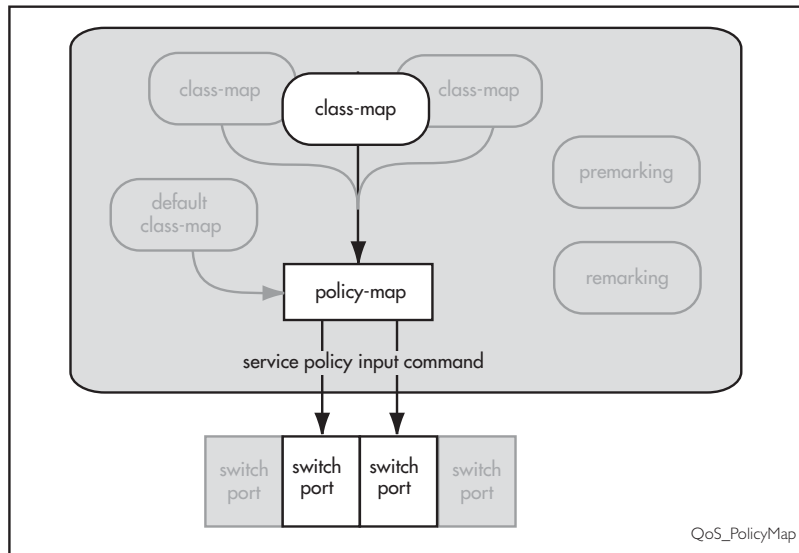 class-map
class-map
class-map
premarking
default
class-map
remarking
policy-map
service policy input command
switch
port
switch
port
switch
port
switch
port
QoS_PolicyMap